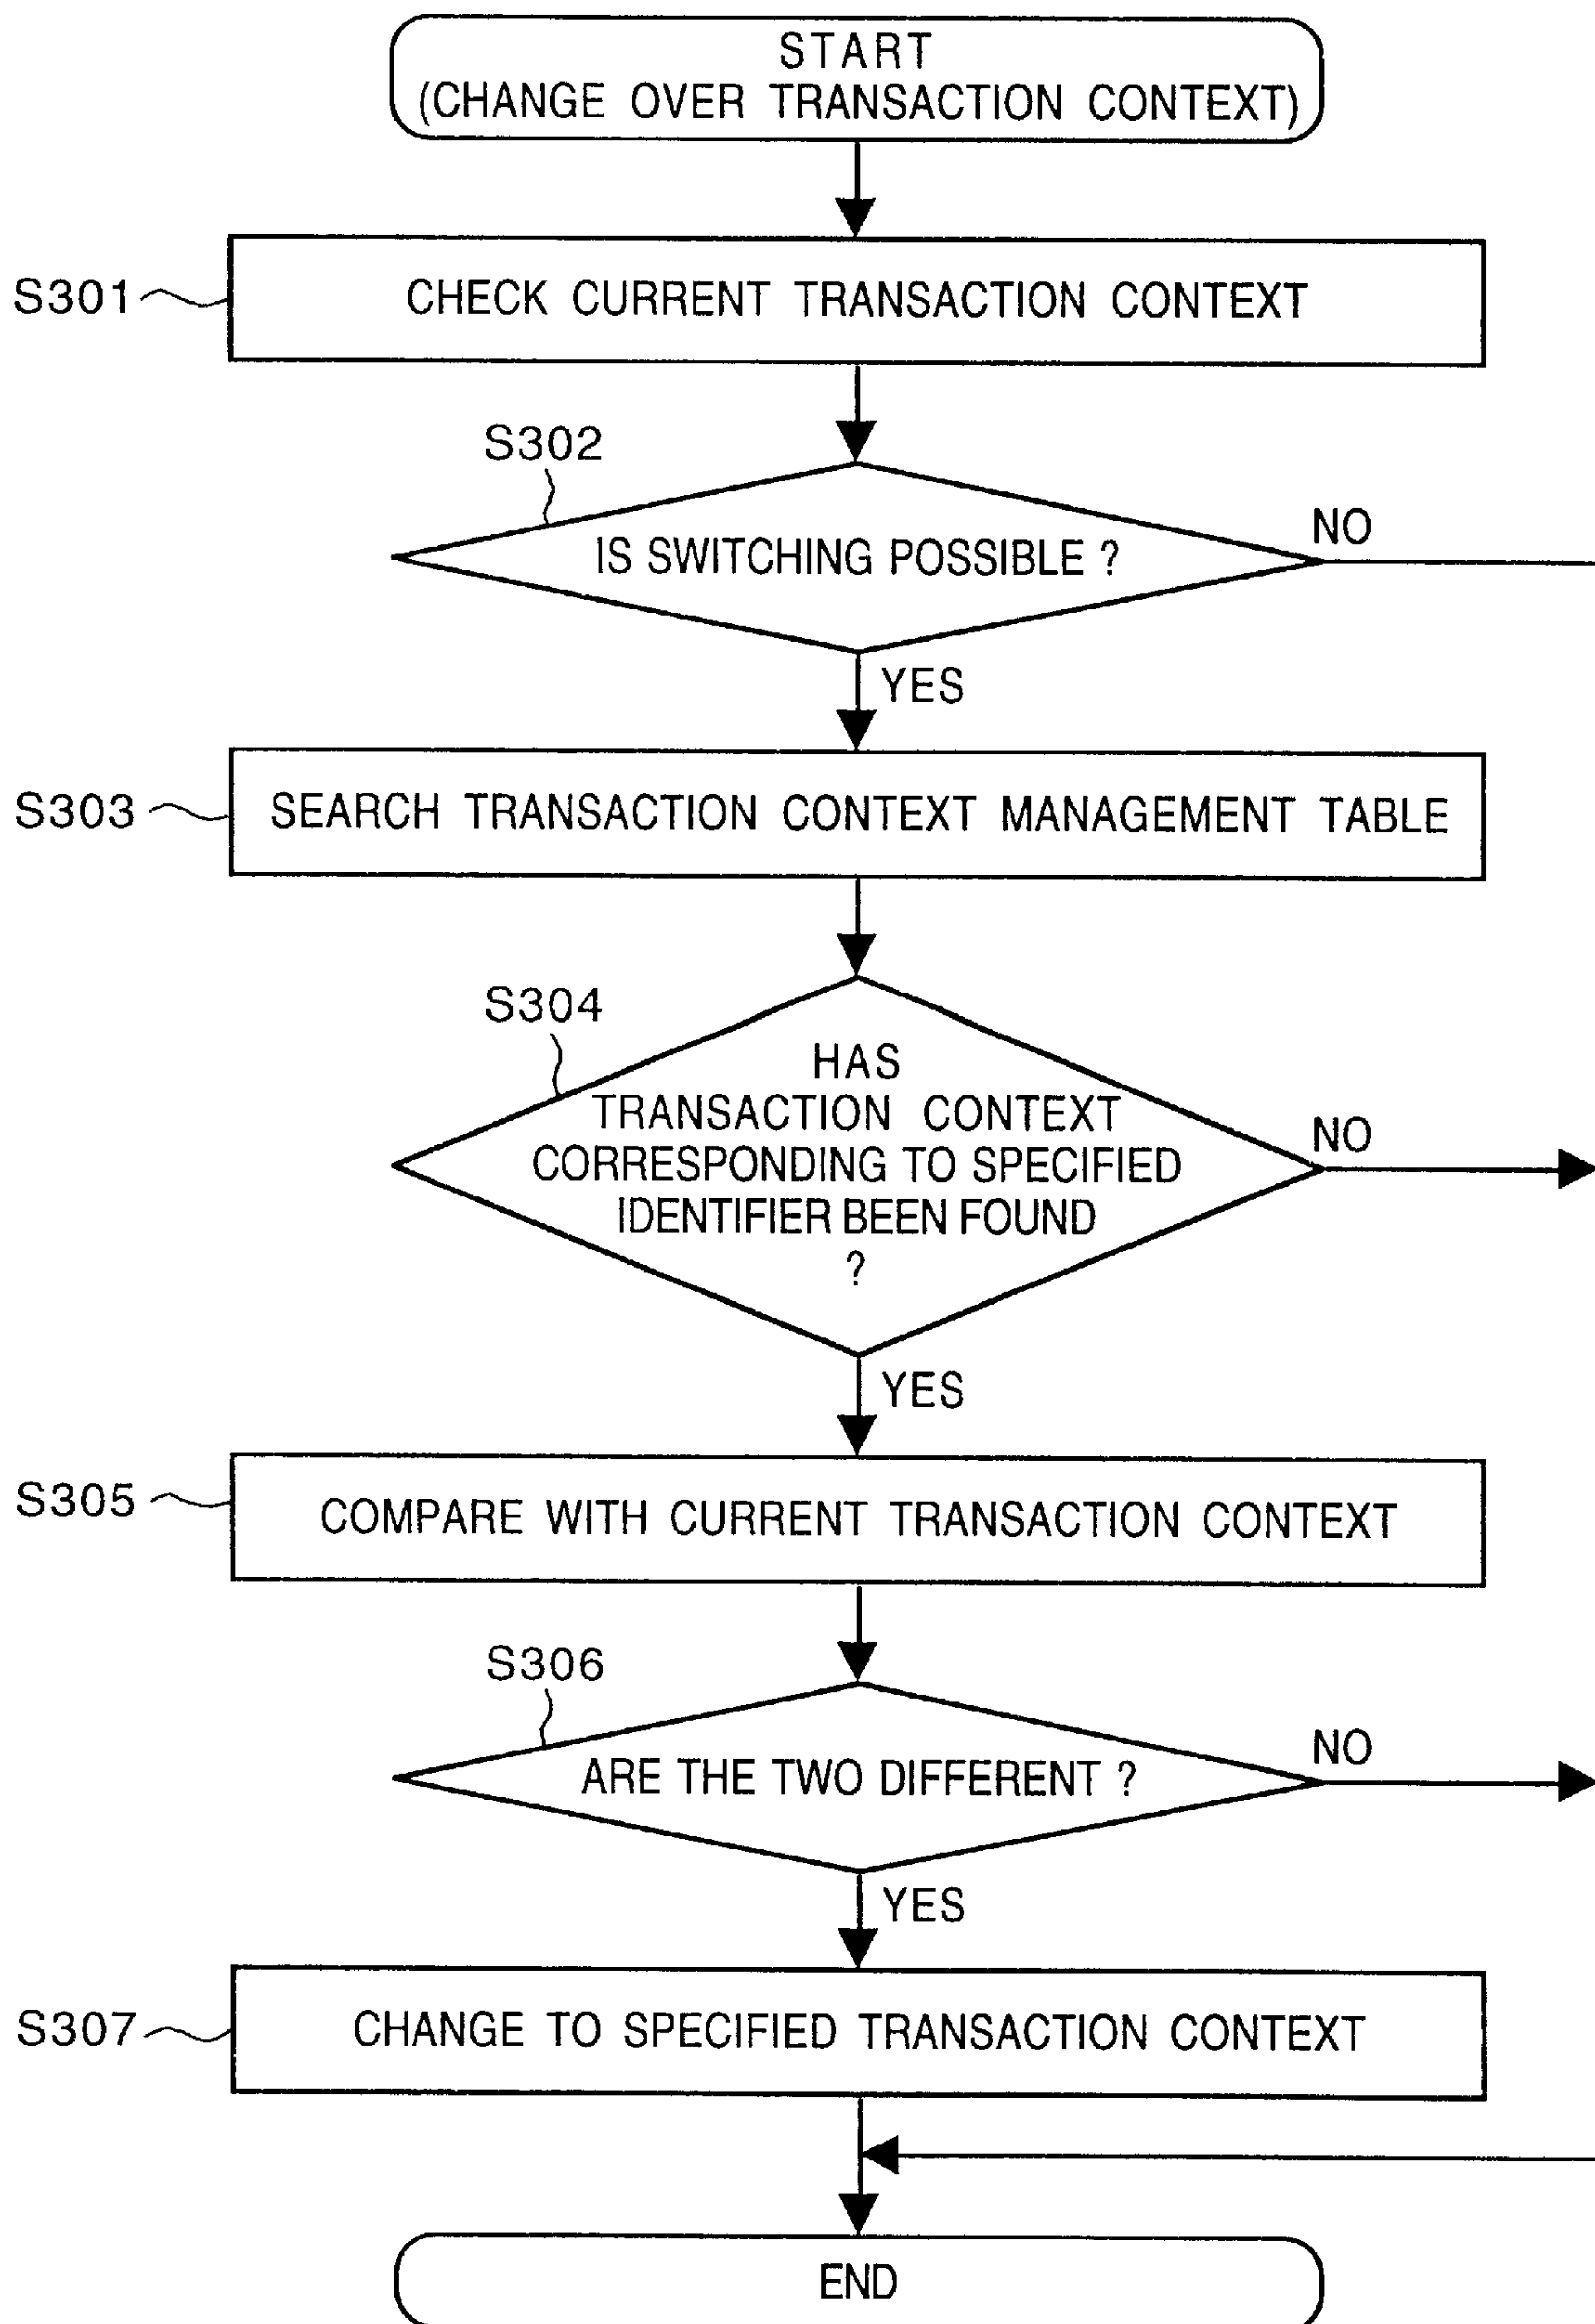 START
(CHANGE OVER TRANSACTION CONTEXT)
S301
CHECK CURRENT TRANSACTION CONTEXT
S302
IS SWITCHING POSSIBLE ?
NO
YES
S303
SEARCH TRANSACTION CONTEXT MANAGEMENT TABLE
S304
HAS
TRANSACTION CONTEXT
CORRESPONDING TO SPECIFIED
IDENTIFIER BEEN FOUND
?
NO
YES
S305
COMPARE WITH CURRENT TRANSACTION CONTEXT
S306
ARE THE TWO DIFFERENT ?
NO
YES
S307
CHANGE TO SPECIFIED TRANSACTION CONTEXT
END